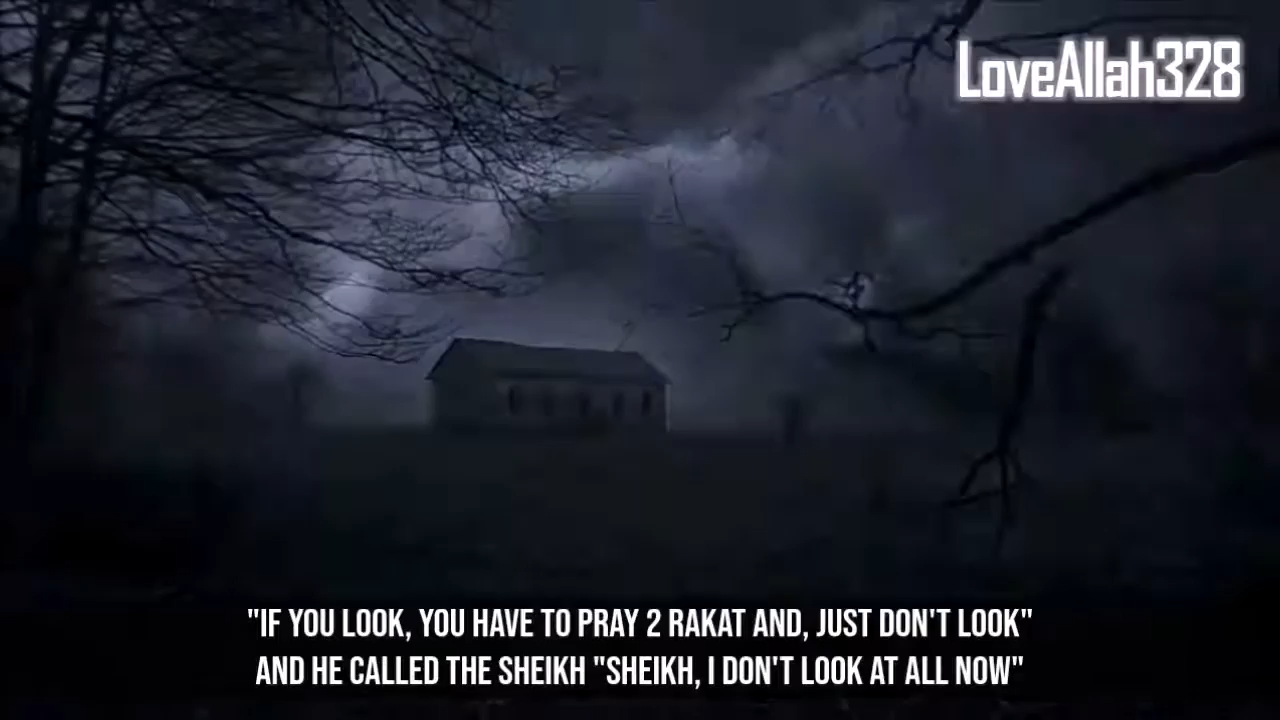 LoveAllah328
"IF YOU LOOK, YOU HAVE TO PRAY 2 RAKAT AND, JUST DON'T LOOK"
AND HE CALLED THE SHEIKH "SHEIKH, I DON'T LOOK AT ALL NOW"